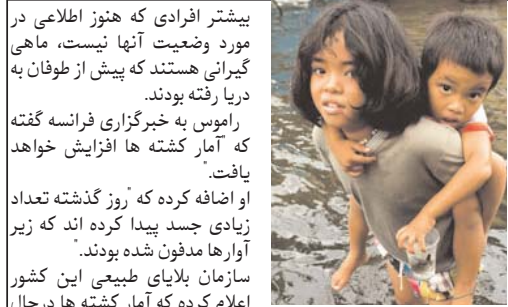 بیشتر افرادی که هنوز اطلاعی در
مورد وضعیت آنها نیست، ماهی
گیرانی هستند که پیش از طوفان به
دریا رفته بودند.
راموس به خبرگزاری فرانسه گفته
که "آمار کشته ها افزایش خواهد
یافت."
او اضافه کرده که "روز گذشته تعداد
زیادی جسد پیدا کرده اند که زیر
آوارها مدفون شده بودند."
سازمان بلایای طبیعی این کشور
اعلام کرده که آمار کشته ها درحال